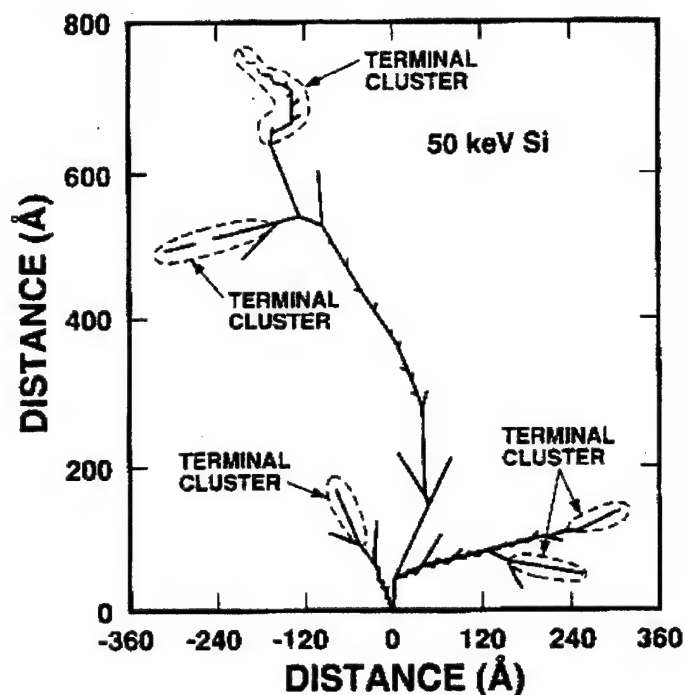 800
TERMINAL
CLUSTER
50 keV Si
600
TERMINAL
CLUSTER
400
TERMINAL
CLUSTER
TERMINAL
CLUSTER
200
0
-360 -240 -120 0 120 240 360
DISTANCE (Å)
DISTANCE (Å)